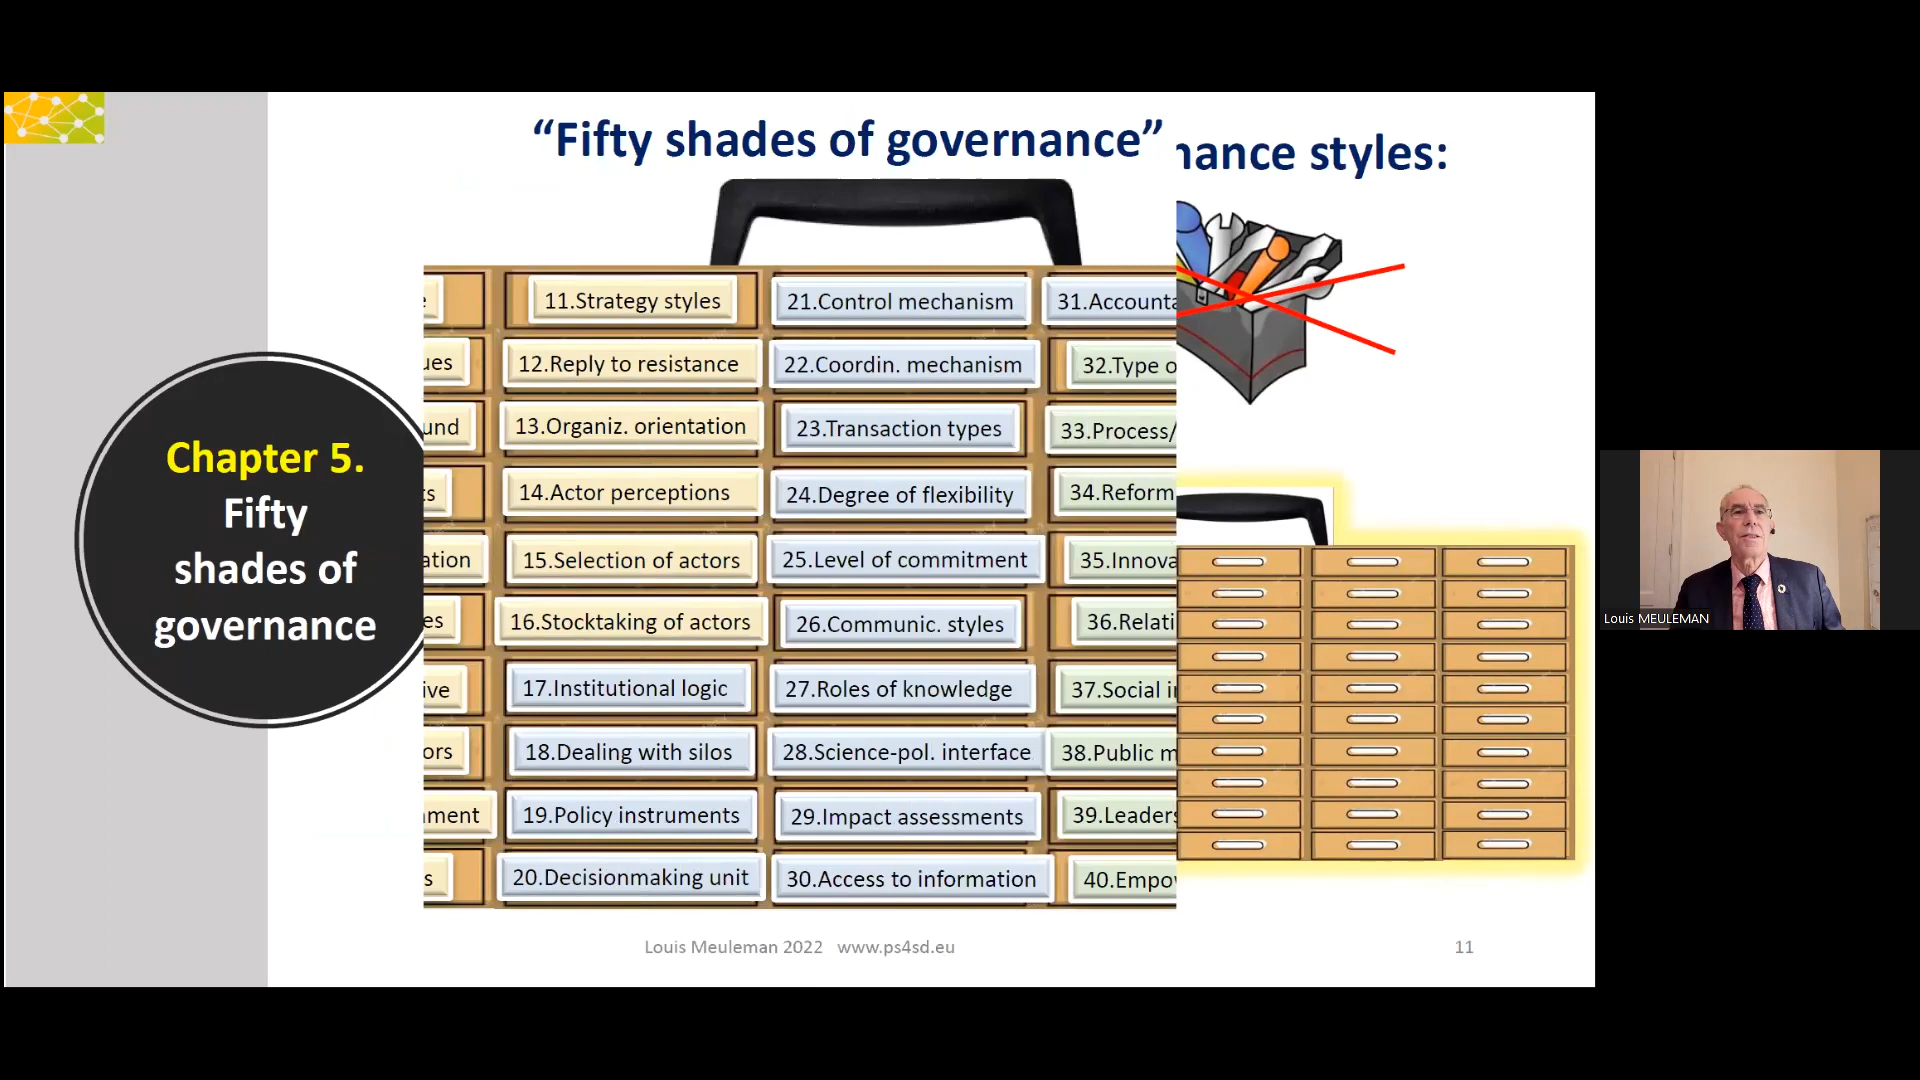 “Fifty shades of governance”
nance styles:
Chapter 5.
Fifty
shades of
governance
ues
und
ation
es
ive
ors
nment
s
11.Strategy styles
12.Reply to resistance
13.Organiz. orientation
14.Actor perceptions
15.Selection of actors
16.Stocktaking of actors
17.Institutional logic
18.Dealing with silos
19.Policy instruments
20.Decisionmaking unit
21.Control mechanism
22.Coordin. mechanism
23.Transaction types
24.Degree of flexibility
25.Level of commitment
26.Communic. styles
27.Roles of knowledge
28.Science-pol. interface
29.Impact assessments
30.Access to information
31.Accounta
32.Type o
33.Process/
34.Reform
35.Innova
36.Relati
37.Social i
38.Public m
39.Leaders
40.Empo
Louis Meuleman 2022 www.ps4sd.eu
11
Louis MEULEMAN